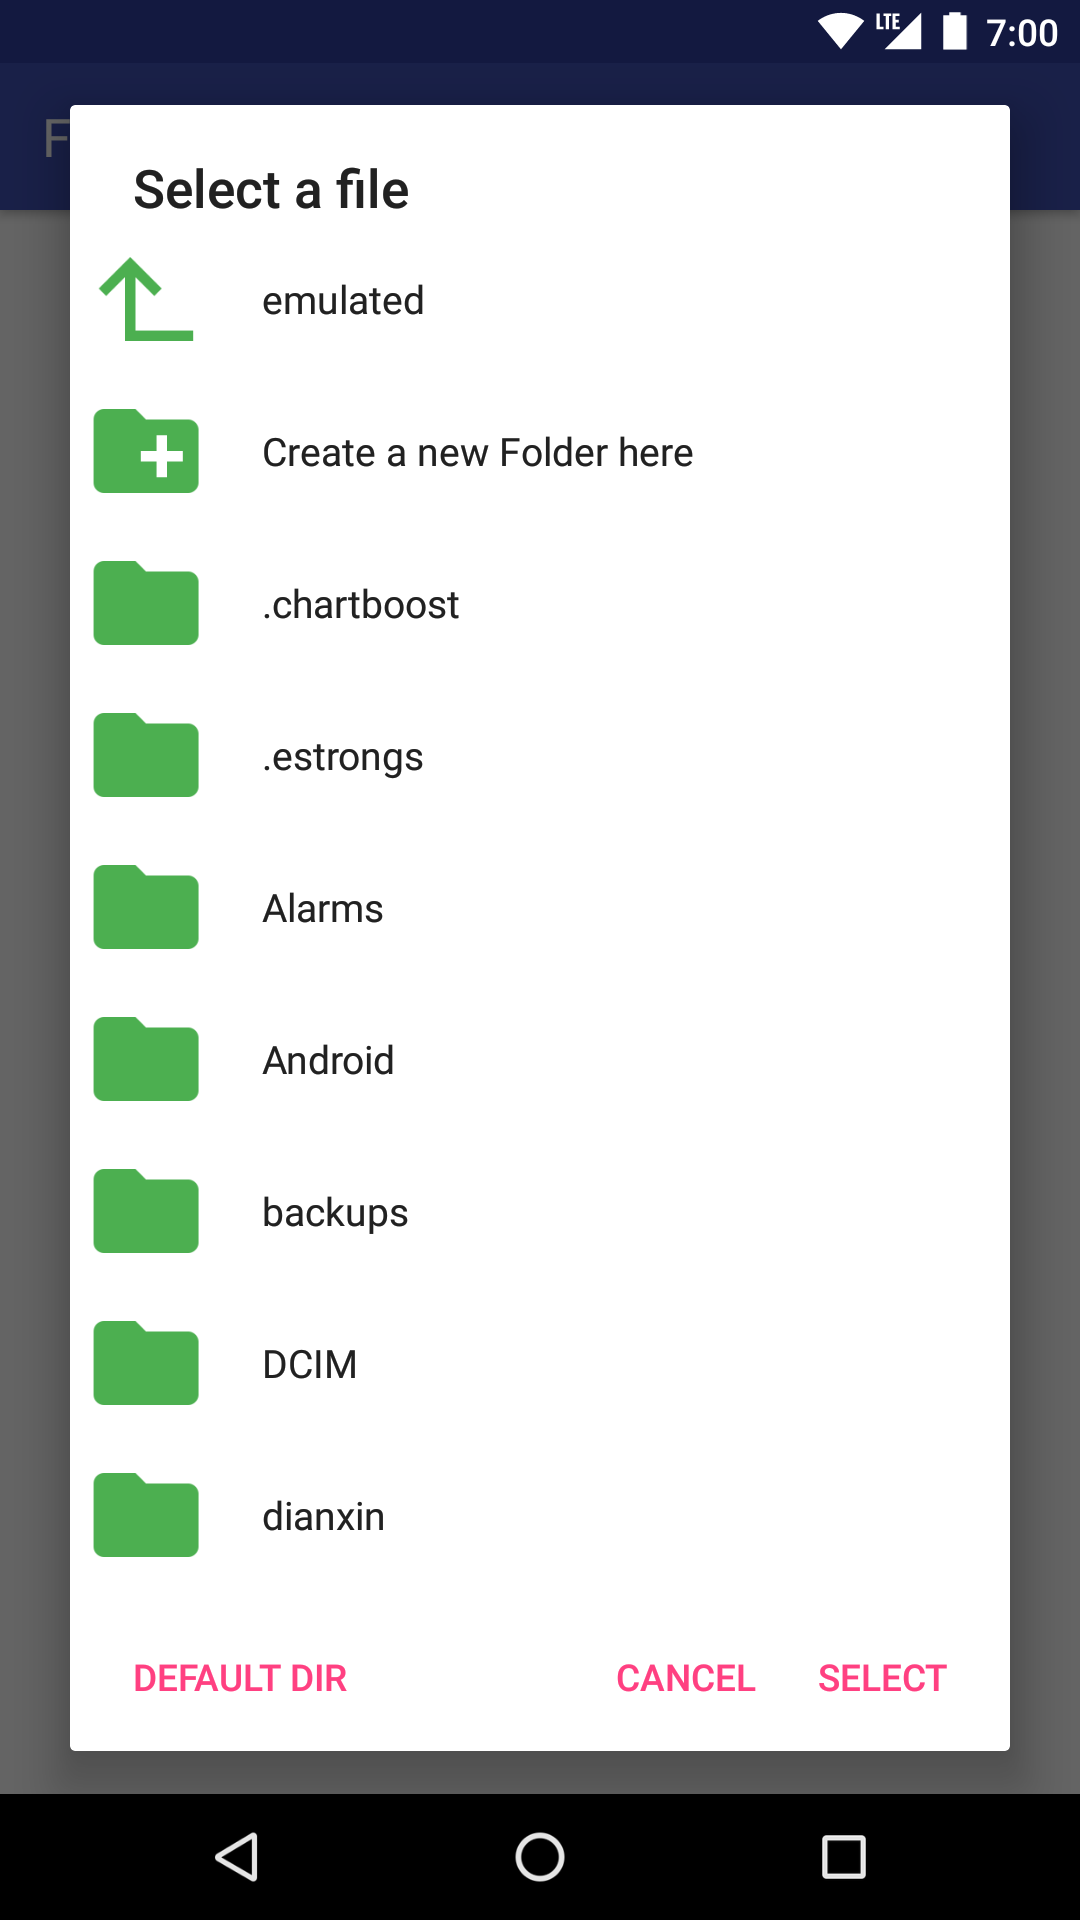 LTE 7:00
F
Select a file
emulated
Create a new Folder here
.chartboost
.estrongs
Alarms
Android
backups
DCIM
dianxin
DEFAULT DIR CANCEL SELECT